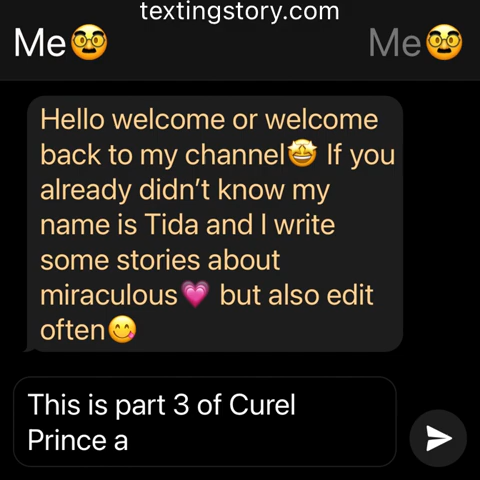 textingstory.com
Me🥸
Me🥸
Hello welcome or welcome
back to my channel🤩 If you
already didn’t know my
name is Tida and I write
some stories about
miraculous💗 but also edit
often😋
This is part 3 of Curel
Prince a